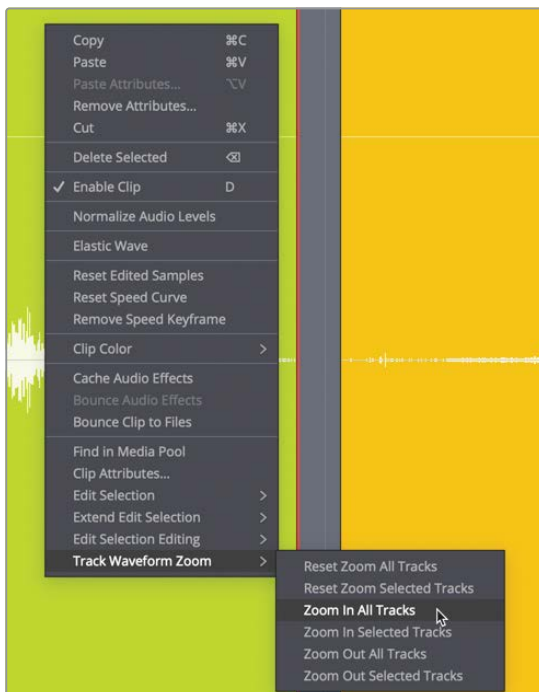 Copy ⌘C
Paste ⌘V
Paste Attributes... ⌥V
Remove Attributes...
Cut ⌘X
Delete Selected ⌫
✓ Enable Clip D
Normalize Audio Levels
Elastic Wave
Reset Edited Samples
Reset Speed Curve
Remove Speed Keyframe
Clip Color >
Cache Audio Effects
Bounce Audio Effects
Bounce Clip to Files
Find in Media Pool
Clip Attributes...
Edit Selection >
Extend Edit Selection >
Edit Selection Editing >
Track Waveform Zoom >
Reset Zoom All Tracks
Reset Zoom Selected Tracks
Zoom In All Tracks
Zoom In Selected Tracks
Zoom Out All Tracks
Zoom Out Selected Tracks